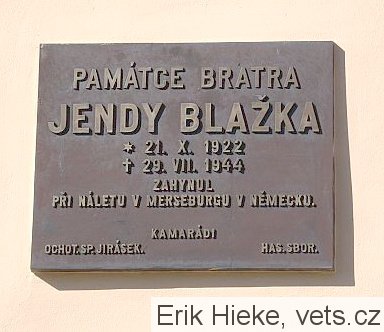 PAMÁTCE BRATRA
JENDY BLAŽKA
* 21. X. 1922
† 29. VII. 1944
ZAHYNUL
PŘI NÁLETU V MERSEBURGU V NĚMECKU.
KAMARÁDI
OCHOT. SP. JIRÁSEK. HAS. SBOR.
Erik Hieke, vets.cz